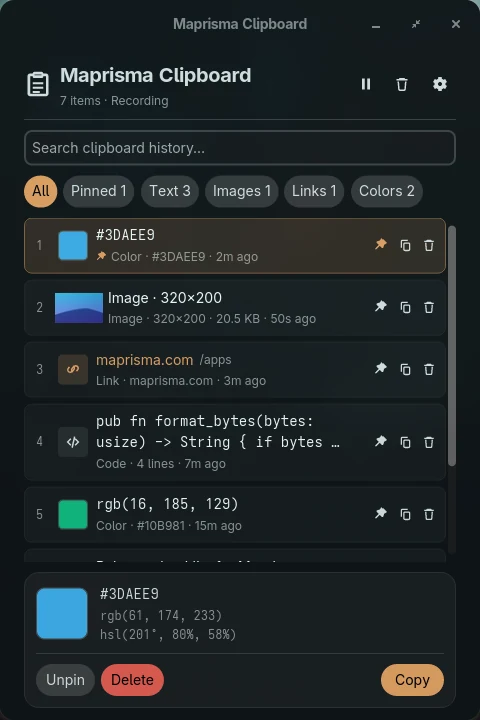 Maprisma Clipboard
Maprisma Clipboard
7 items · Recording
Search clipboard history...
All
Pinned 1
Text 3
Images 1
Links 1
Colors 2
1
#3DAEE9
Color · #3DAEE9 · 2m ago
2
Image · 320×200
Image · 320×200 · 20.5 KB · 50s ago
3
maprisma.com /apps
Link · maprisma.com · 3m ago
4
pub fn format_bytes(bytes:
usize) -> String { if bytes …
Code · 4 lines · 7m ago
5
rgb(16, 185, 129)
Color · #10B981 · 15m ago
#3DAEE9
rgb(61, 174, 233)
hsl(201°, 80%, 58%)
Unpin
Delete
Copy